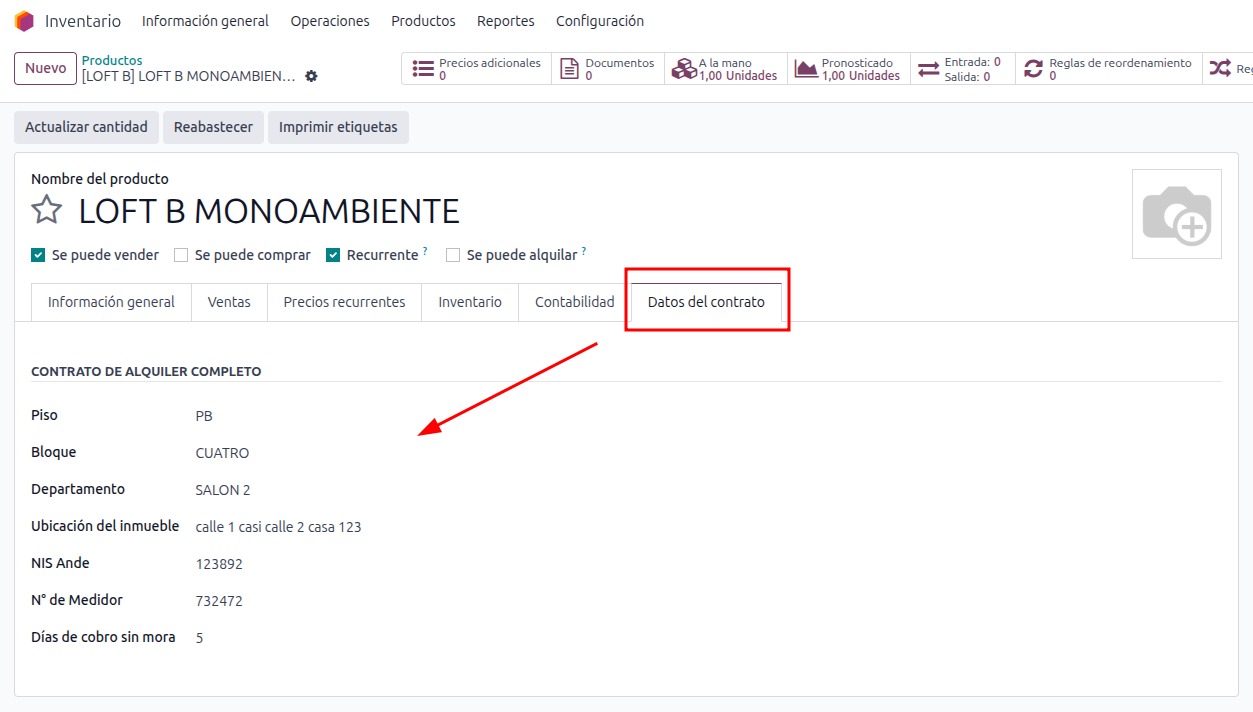 Inventario Información general Operaciones Productos Reportes Configuración
Nuevo
Productos
[LOFT B] LOFT B MONOAMBIEN...
Precios adicionales
0
Documentos
0
A la mano
1,00 Unidades
Pronosticado
1,00 Unidades
Entrada: 0
Salida: 0
Reglas de reordenamiento
0
Reg
Actualizar cantidad Reabastecer Imprimir etiquetas
Nombre del producto
LOFT B MONOAMBIENTE
Se puede vender Se puede comprar Recurrente ? Se puede alquilar ?
Información general Ventas Precios recurrentes Inventario Contabilidad Datos del contrato
CONTRATO DE ALQUILER COMPLETO
Piso PB
Bloque CUATRO
Departamento SALON 2
Ubicación del inmueble calle 1 casi calle 2 casa 123
NIS Ande 123892
N° de Medidor 732472
Días de cobro sin mora 5